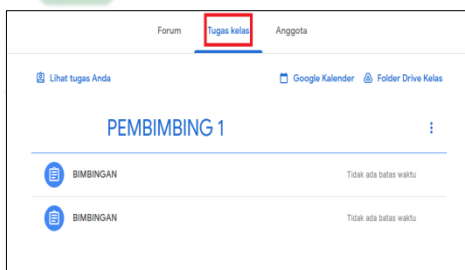 Forum Tugas kelas Anggota
Lihat tugas Anda Google Kalender Folder Drive Kelas
PEMBIMBING 1
BIMBINGAN Tidak ada batas waktu
BIMBINGAN Tidak ada batas waktu